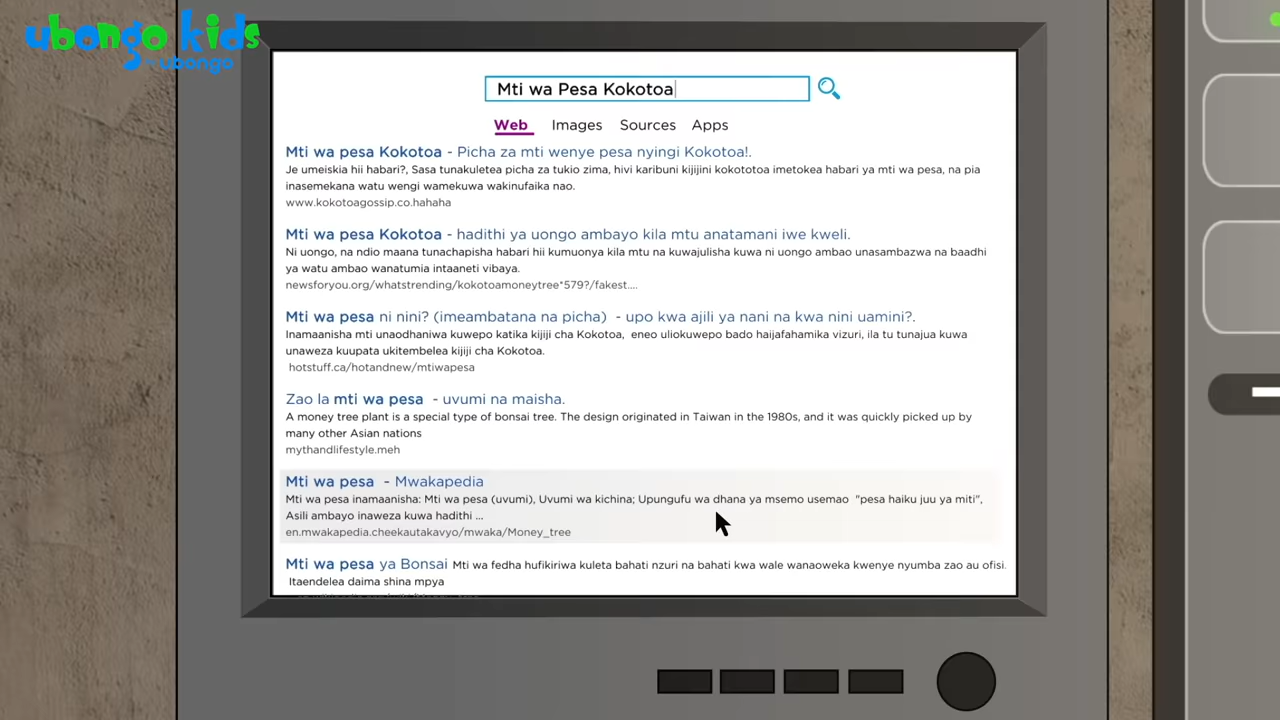 ubongo kids
- ubongo
Mti wa Pesa Kokotoa
Web Images Sources Apps
Mti wa pesa Kokotoa - Picha za mti wenye pesa nyingi Kokotoa!.
Je umeiskia hii habari?, Sasa tunakuletea picha za tukio zima, hivi karibuni kijijini kokototoa imetokea habari ya mti wa pesa, na pia
inasemekana watu wengi wamekuwa wakinufaika nao.
www.kokotoagossip.co.hahaha
Mti wa pesa Kokotoa - hadithi ya uongo ambayo kila mtu anatamani iwe kweli.
Ni uongo, na ndio maana tunachapisha habari hii kumuonya kila mtu na kuwajulisha kuwa ni uongo ambao unasambazwa na baadhi
ya watu ambao wanatumia intaaneti vibaya.
newsforyou.org/whatstrending/kokotoamoneytree*579?/fakest....
Mti wa pesa ni nini? (imeambatana na picha) - upo kwa ajili ya nani na kwa nini uamini?.
Inamaanisha mti unaodhaniwa kuwepo katika kijiji cha Kokotoa, eneo uliokuwepo bado haijafahamika vizuri, ila tu tunajua kuwa
unaweza kuupata ukitembelea kijiji cha Kokotoa.
hotstuff.ca/hotandnew/mtiwapesa
Zao la mti wa pesa - uvumi na maisha.
A money tree plant is a special type of bonsai tree. The design originated in Taiwan in the 1980s, and it was quickly picked up by
many other Asian nations
mythandlifestyle.meh
Mti wa pesa - Mwakapedia
Mti wa pesa inamaanisha: Mti wa pesa (uvumi), Uvumi wa kichina; Upungufu wa dhana ya msemo usemao "pesa haiku juu ya miti",
Asili ambayo inaweza kuwa hadithi ...
en.mwakapedia.cheekautakavyo/mwaka/Money_tree
Mti wa pesa ya Bonsai Mti wa fedha hufikiriwa kuleta bahati nzuri na bahati kwa wale wanaoweka kwenye nyumba zao au ofisi.
Itaendelea daima shina mpya